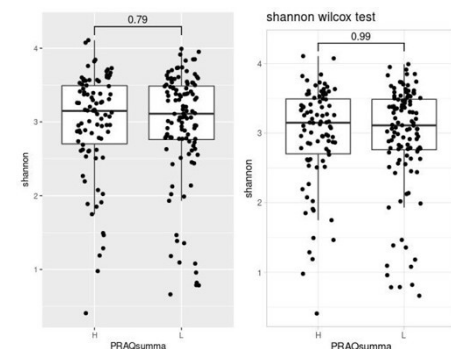 0.79
4
3
2
1
shannon
H
L
PRAQsumma
shannon wilcox test
0.99
4
3
2
1
shannon
H
L
PRAQsumma